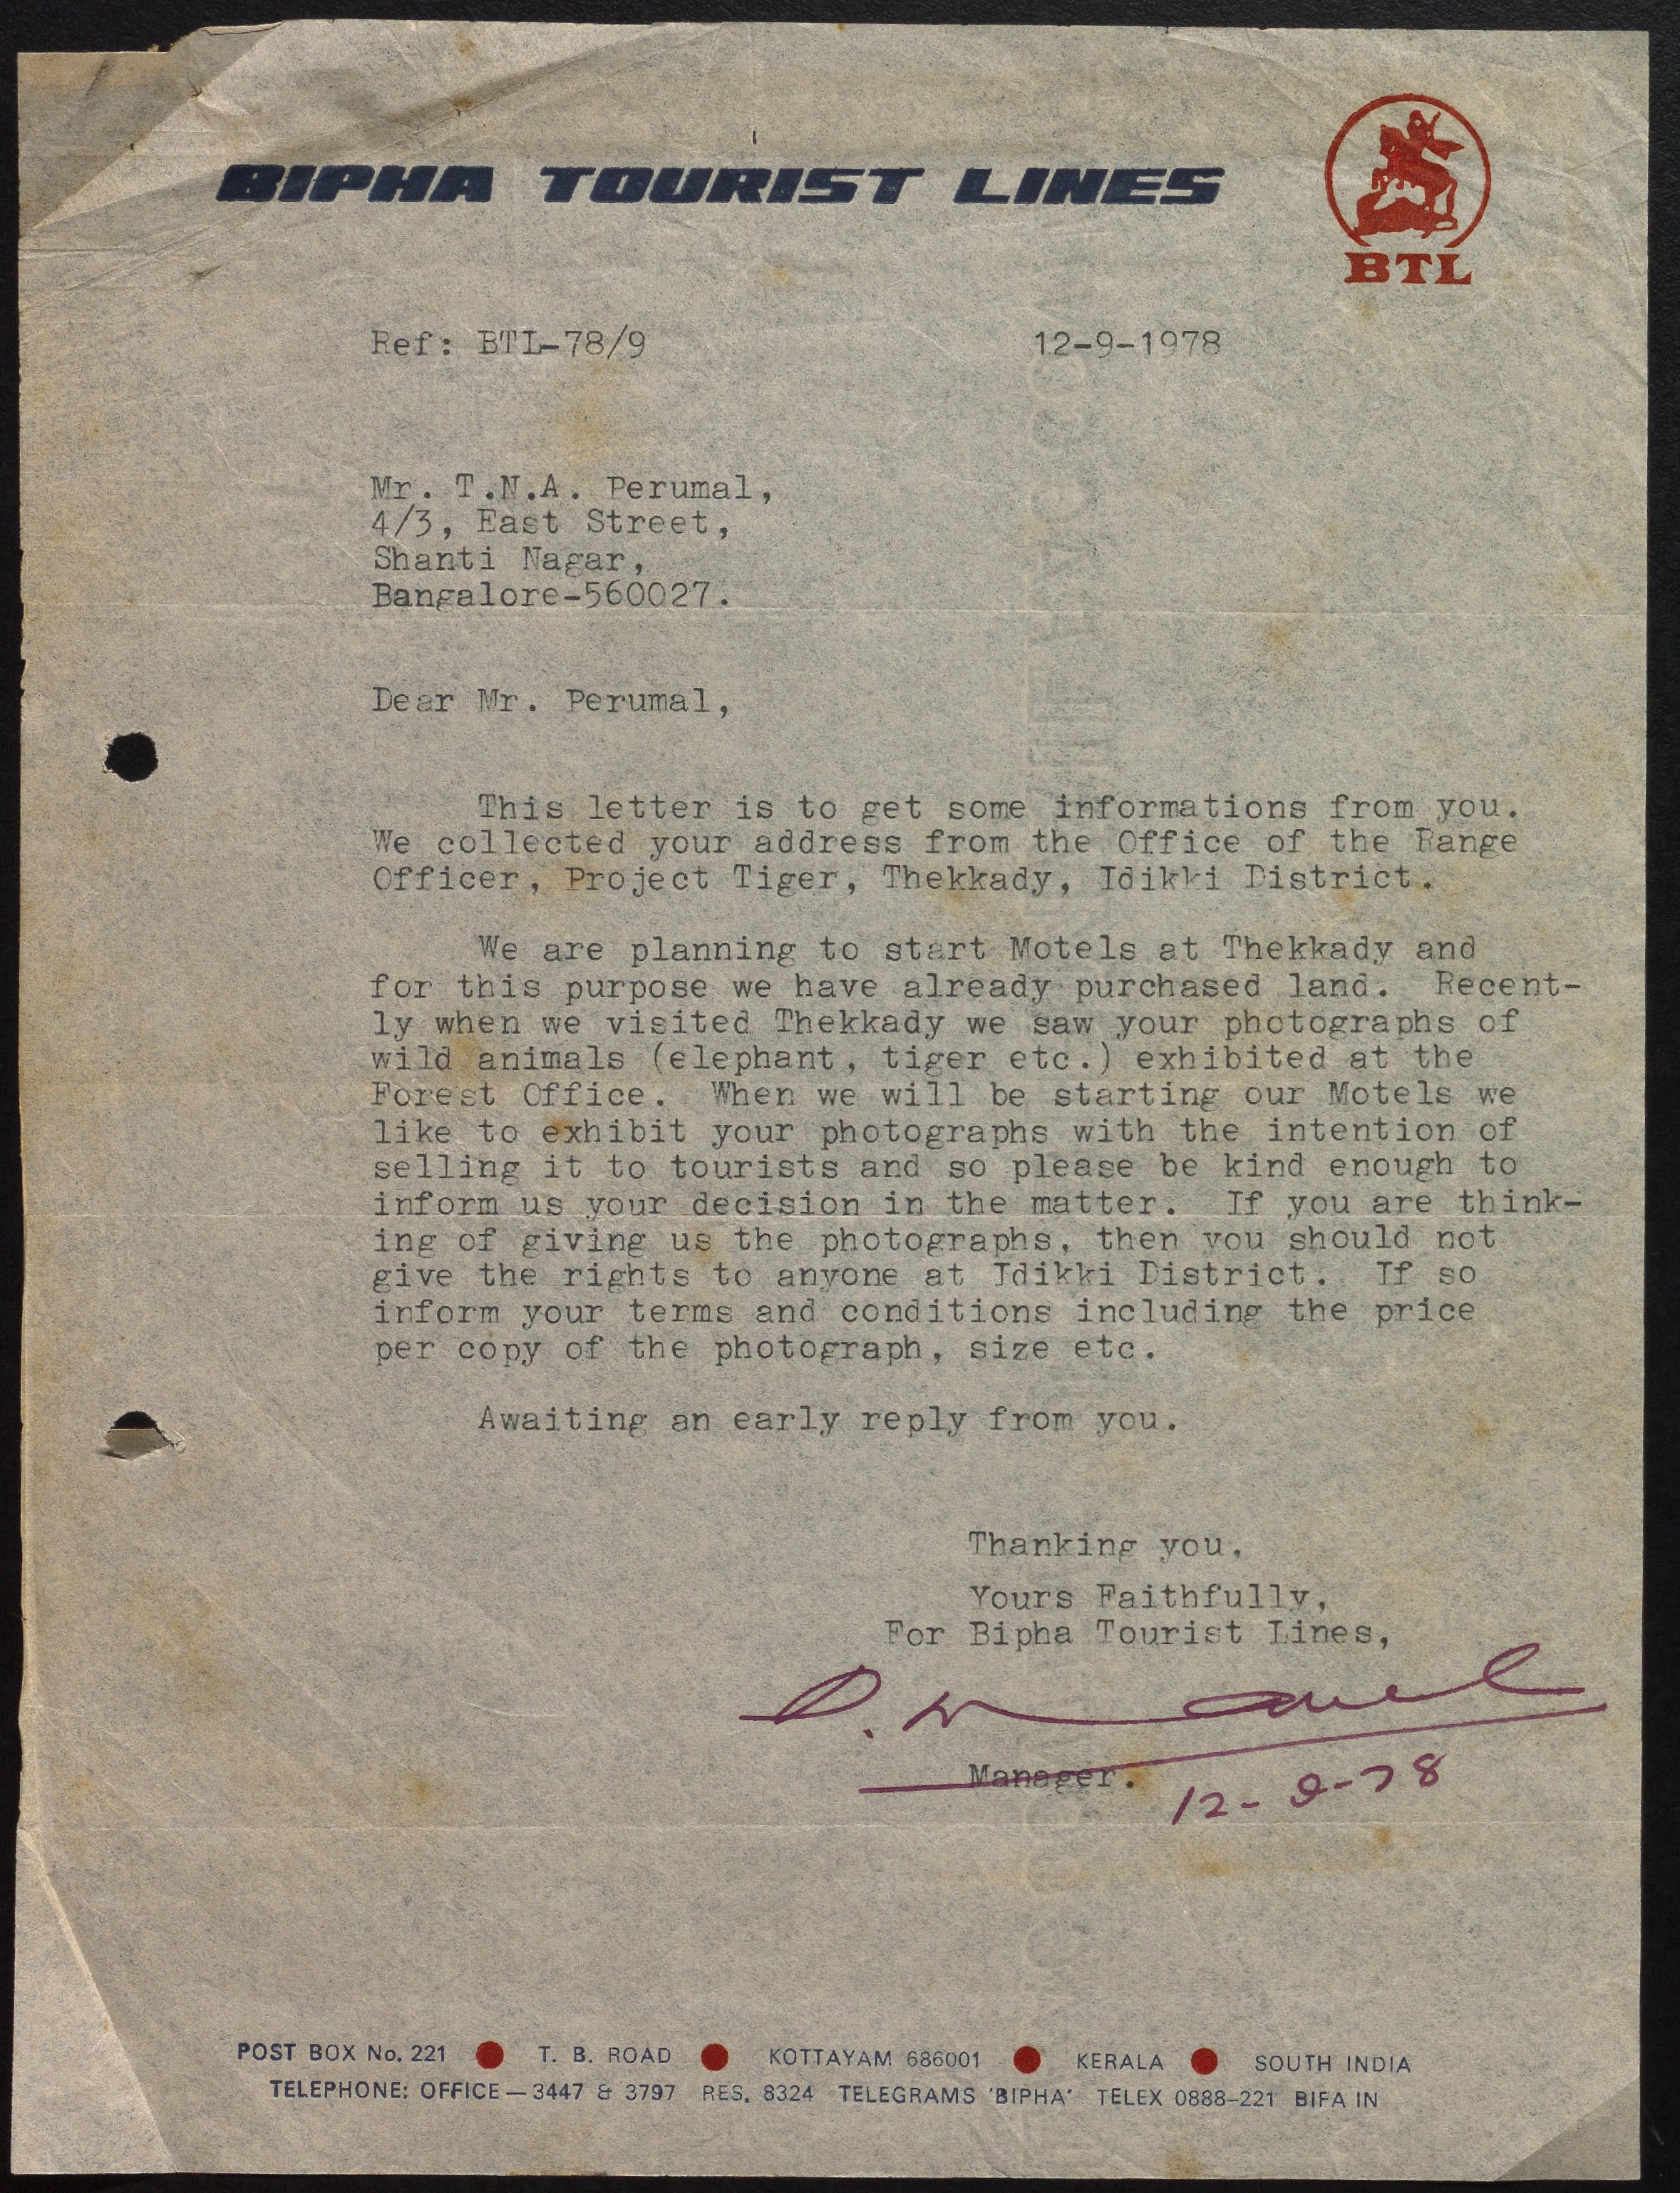 BIPHA TOURIST LINES
BTL
Ref: BTL-78/9 12-9-1978
Mr. T.N.A. Perumal,
4/3, East Street,
Shanti Nagar,
Bangalore-560027.
Dear Mr. Perumal,
This letter is to get some informations from you.
We collected your address from the Office of the Range
Officer, Project Tiger, Thekkady, Idikki District.
We are planning to start Motels at Thekkady and
for this purpose we have already purchased land. Recent-
ly when we visited Thekkady we saw your photographs of
wild animals (elephant, tiger etc.) exhibited at the
Forest Office. When we will be starting our Motels we
like to exhibit your photographs with the intention of
selling it to tourists and so please be kind enough to
inform us your decision in the matter. If you are think-
ing of giving us the photographs, then you should not
give the rights to anyone at Idikki District. If so
inform your terms and conditions including the price
per copy of the photograph, size etc.
Awaiting an early reply from you.
Thanking you,
Yours Faithfully,
For Bipha Tourist Lines,
Manager.
12-9-78
POST BOX No. 221 ● T. B. ROAD ● KOTTAYAM 686001 ● KERALA ● SOUTH INDIA
TELEPHONE: OFFICE — 3447 & 3797 RES. 8324 TELEGRAMS 'BIPHA' TELEX 0888-221 BIFA IN